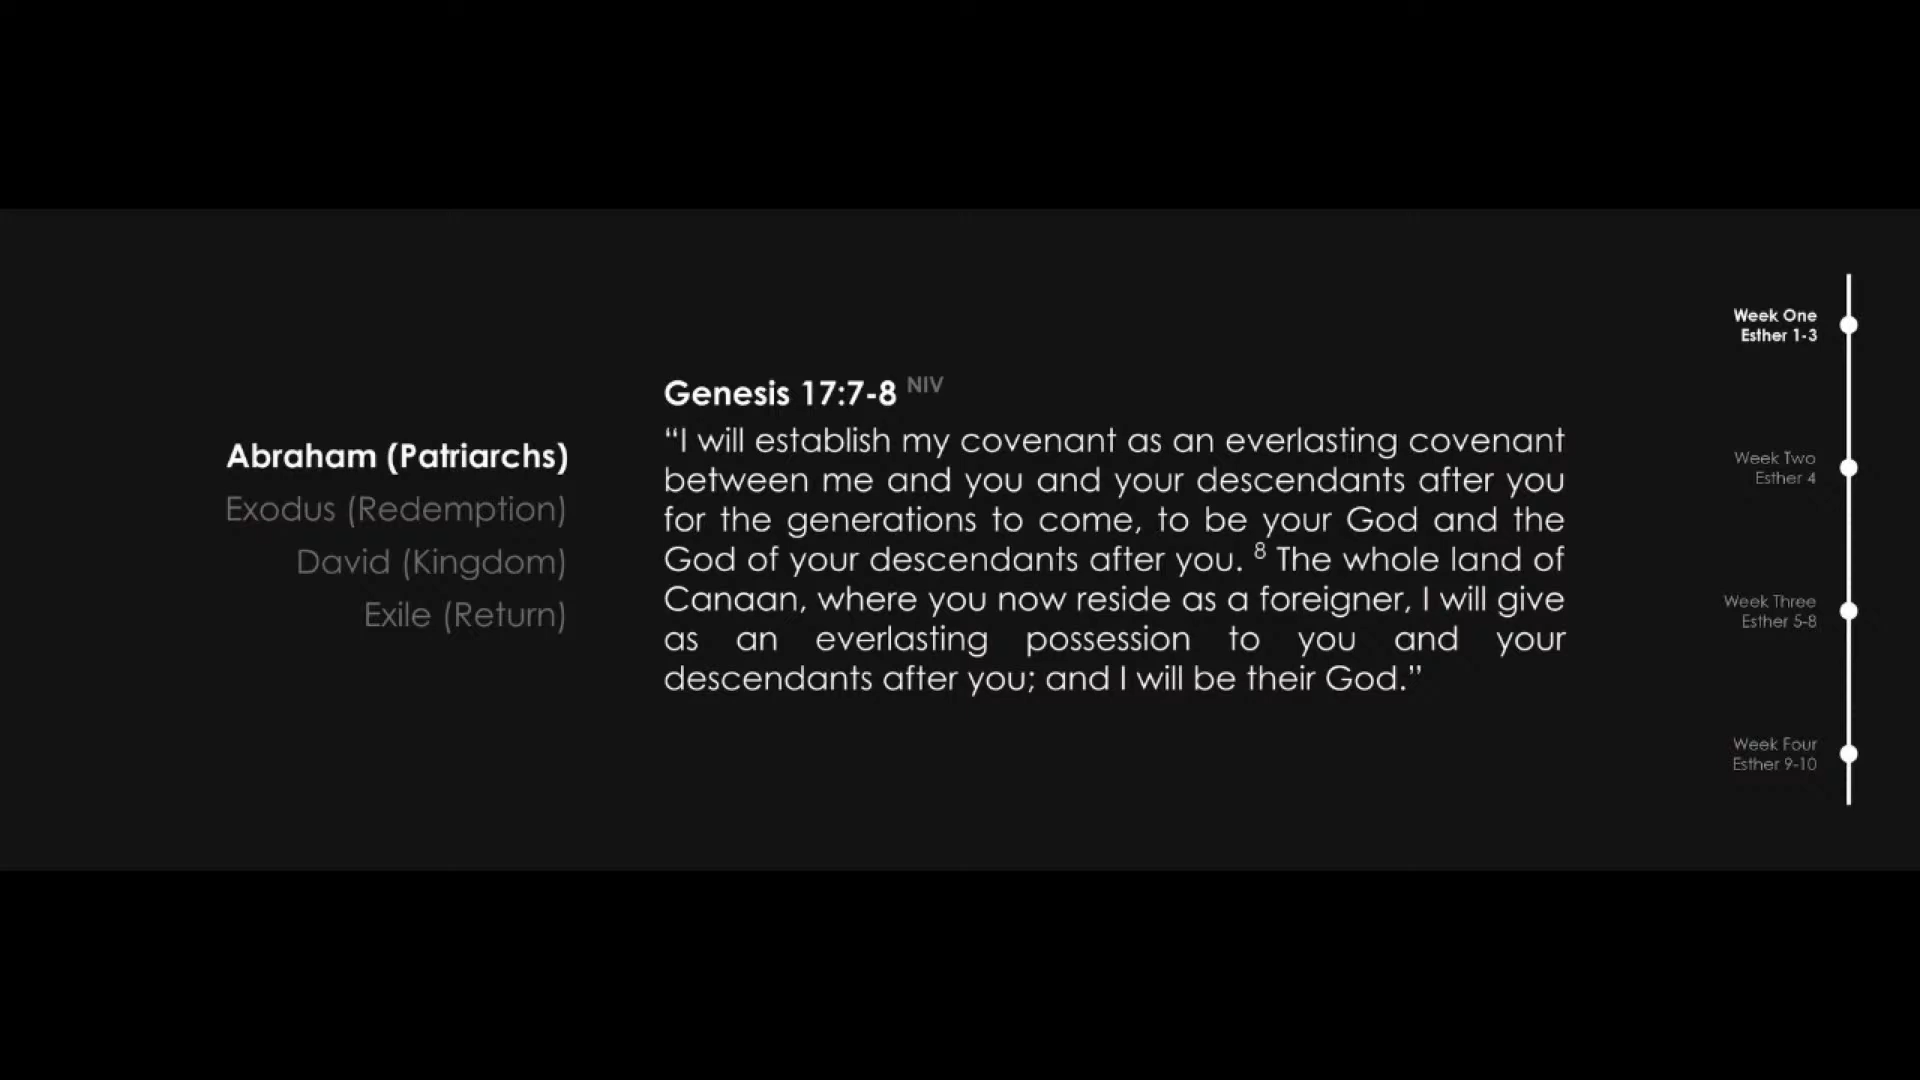 Abraham (Patriarchs)
Exodus (Redemption)
David (Kingdom)
Exile (Return)
Genesis 17:7-8 NIV
“I will establish my covenant as an everlasting covenant
between me and you and your descendants after you
for the generations to come, to be your God and the
God of your descendants after you. 8 The whole land of
Canaan, where you now reside as a foreigner, I will give
as an everlasting possession to you and your
descendants after you; and I will be their God.”
Week One
Esther 1-3
Week Two
Esther 4
Week Three
Esther 5-8
Week Four
Esther 9-10